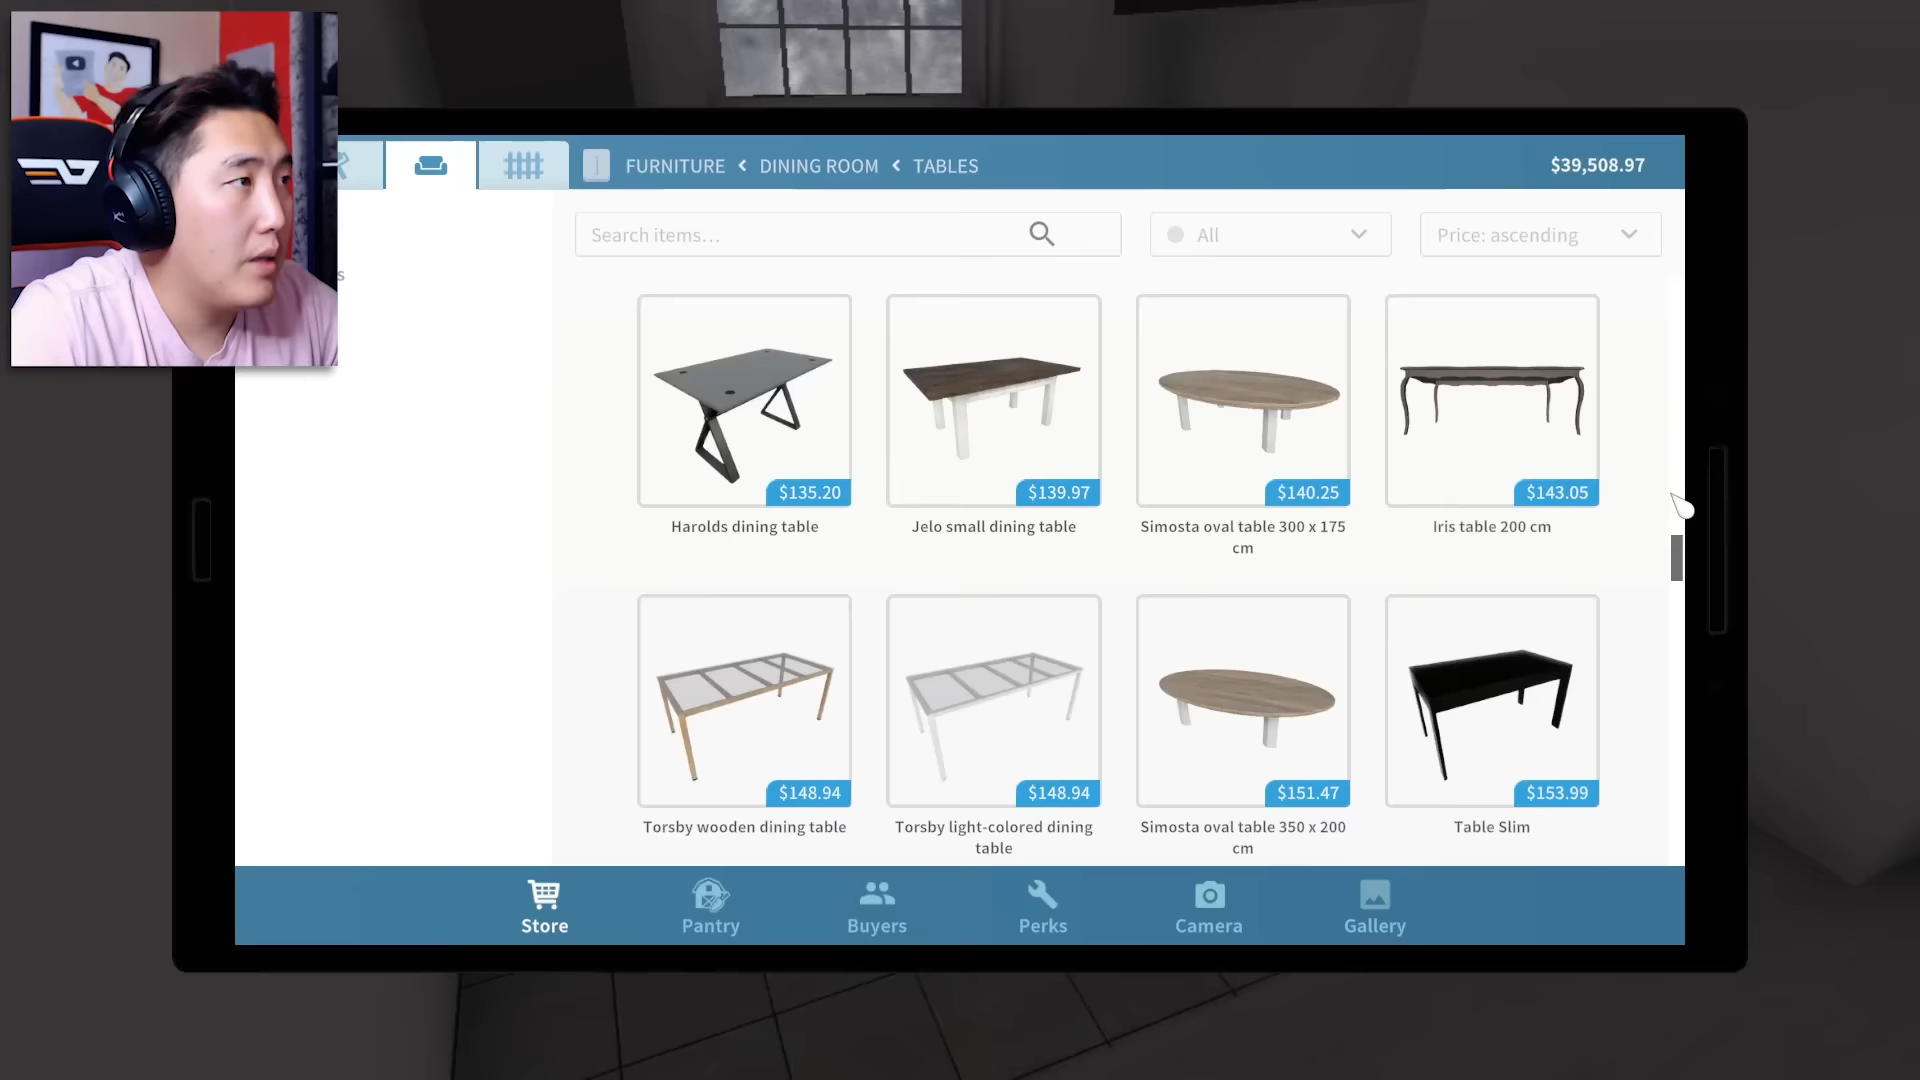 FURNITURE < DINING ROOM < TABLES
$39,508.97
Search items...
All
Price: ascending
s
$135.20
$139.97
$140.25
$143.05
Harolds dining table
Jelo small dining table
Simosta oval table 300 x 175
cm
Iris table 200 cm
$148.94
$148.94
$151.47
$153.99
Torsby wooden dining table
Torsby light-colored dining
table
Simosta oval table 350 x 200
cm
Table Slim
Store
Pantry
Buyers
Perks
Camera
Gallery